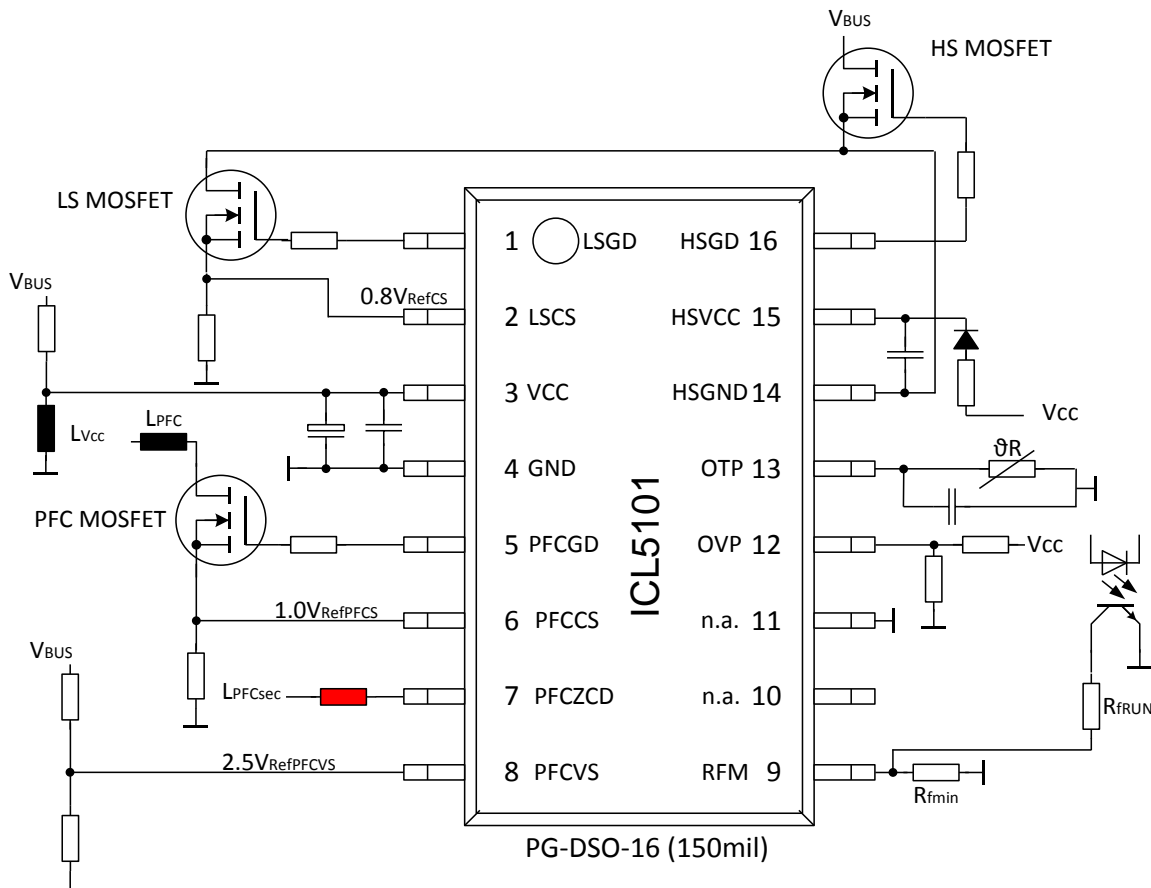 VBUS
HS MOSFET
LS MOSFET
1 LSGD HSGD 16
VBUS
0.8VRefCS
2 LSCS HSVCC 15
3 VCC HSGND 14
LVcc
LPFC
Vcc
4 GND OTP 13
ϑR
PFC MOSFET
5 PFCGD OVP 12
Vcc
ICL5101
1.0VRefPFCS
6 PFCCS n.a. 11
VBUS
LPFCsec
7 PFCZCD n.a. 10
RfRUN
2.5VRefPFCVS
8 PFCVS RFM 9
Rfmin
PG-DSO-16 (150mil)